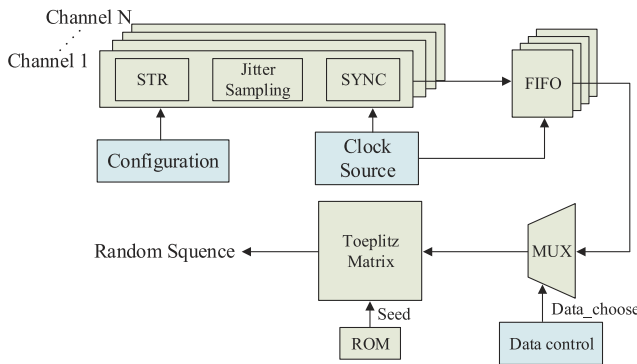 Channel N
Channel 1
STR
Jitter
Sampling
SYNC
FIFO
Configuration
Clock
Source
Random Squence
Toeplitz
Matrix
MUX
Seed
Data_choose
ROM
Data control